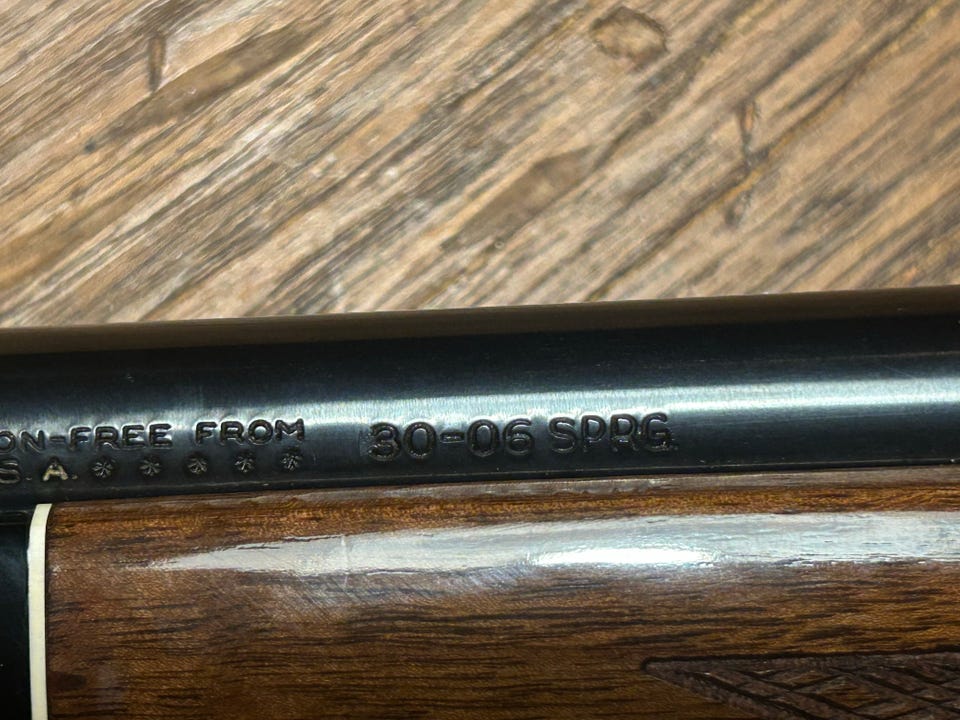 ON-FREE FROM
S.A. * * * * *
30-06 SPRG.